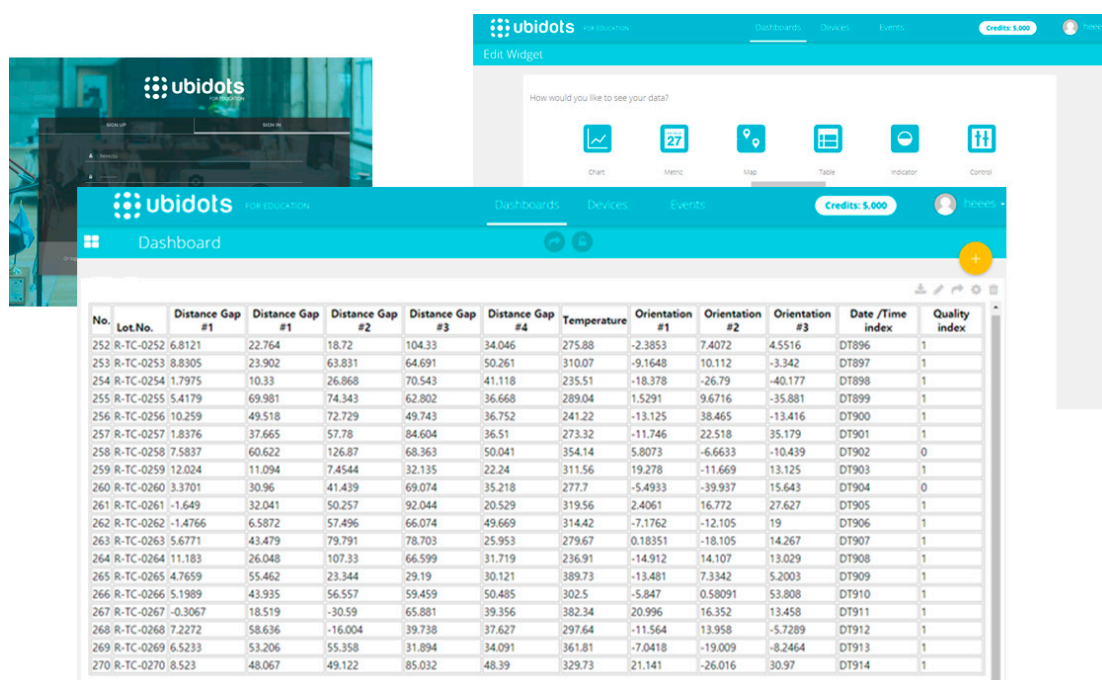 ubidots FOR EDUCATION Dashboards Devices Events Credits: 5,000 heees
Edit Widget
How would you like to see your data?
27
Chart Metric Map Table Indicator Control
ubidots
FOR EDUCATION
SIGN UP SIGN IN
ubidots FOR EDUCATION Dashboards Devices Events Credits: 5,000 heees
Dashboard
+
No. Lot.No. Distance Gap #1 Distance Gap #1 Distance Gap #2 Distance Gap #3 Distance Gap #4 Temperature Orientation #1 Orientation #2 Orientation #3 Date /Time index Quality index
252 R-TC-0252 6.8121 22.764 18.72 104.33 34.046 275.88 -2.3853 7.4072 4.5516 DT896 1
253 R-TC-0253 8.8305 23.902 63.831 64.691 50.261 310.07 -9.1648 10.112 -3.342 DT897 1
254 R-TC-0254 1.7975 10.33 26.868 70.543 41.118 235.51 -18.378 -26.79 -40.177 DT898 1
255 R-TC-0255 5.4179 69.981 74.343 62.802 36.668 289.04 1.5291 9.6716 -35.881 DT899 1
256 R-TC-0256 10.259 49.518 72.729 49.743 36.752 241.22 -13.125 38.465 -13.416 DT900 1
257 R-TC-0257 1.8376 37.665 57.78 84.604 36.51 273.32 -11.746 22.518 35.179 DT901 1
258 R-TC-0258 7.5837 60.622 126.87 68.363 50.041 354.14 5.8073 -6.6633 -10.439 DT902 0
259 R-TC-0259 12.024 11.094 7.4544 32.135 22.24 311.56 19.278 -11.669 13.125 DT903 1
260 R-TC-0260 3.3701 30.96 41.439 69.074 35.218 277.7 -5.4933 -39.937 15.643 DT904 0
261 R-TC-0261 -1.649 32.041 50.257 92.044 20.529 319.56 2.4061 16.772 27.627 DT905 1
262 R-TC-0262 -1.4766 6.5872 57.496 66.074 49.669 314.42 -7.1762 -12.105 19 DT906 1
263 R-TC-0263 5.6771 43.479 79.791 78.703 25.953 279.67 0.18351 -18.105 14.267 DT907 1
264 R-TC-0264 11.183 26.048 107.33 66.599 31.719 236.91 -14.912 14.107 13.029 DT908 1
265 R-TC-0265 4.7659 55.462 23.344 29.19 30.121 389.73 -13.481 7.3342 5.2003 DT909 1
266 R-TC-0266 5.1989 43.935 56.557 59.459 50.485 302.5 -5.847 0.58091 53.808 DT910 1
267 R-TC-0267 -0.3067 18.519 -30.59 65.881 39.356 382.34 20.996 16.352 13.458 DT911 1
268 R-TC-0268 7.2272 58.636 -16.004 39.738 37.627 297.64 -11.564 13.958 -5.7289 DT912 1
269 R-TC-0269 6.5233 53.206 55.358 31.894 34.091 361.81 -7.0418 -19.009 -8.2464 DT913 1
270 R-TC-0270 8.523 48.067 49.122 85.032 48.39 329.73 21.141 -26.016 30.97 DT914 1